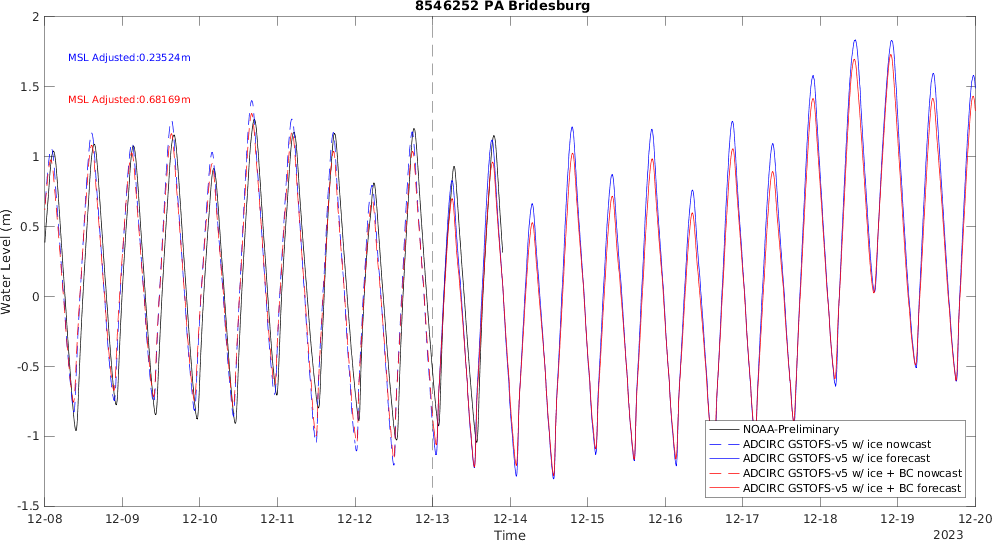 8546252 PA Bridesburg
2
MSL Adjusted:0.23524m
1.5
MSL Adjusted:0.68169m
1
0.5
Water Level (m)
0
-0.5
-1
-1.5
NOAA-Preliminary
ADCIRC GSTOFS-v5 w/ ice nowcast
ADCIRC GSTOFS-v5 w/ ice forecast
ADCIRC GSTOFS-v5 w/ ice + BC nowcast
ADCIRC GSTOFS-v5 w/ ice + BC forecast
12-08 12-09 12-10 12-11 12-12 12-13 12-14 12-15 12-16 12-17 12-18 12-19 12-20
Time
2023